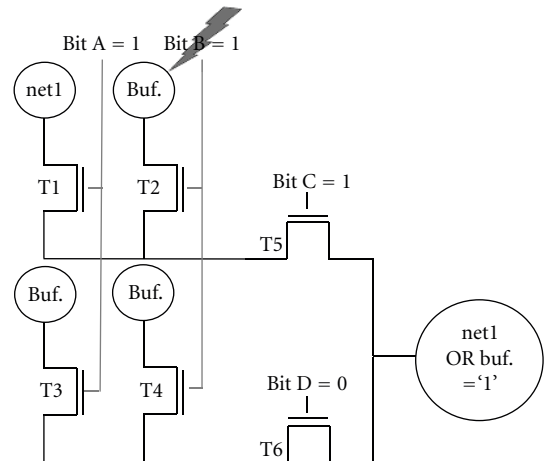 Bit A = 1
Bit B = 1
net1
Buf.
T1
T2
Bit C = 1
T5
Buf.
Buf.
net1
OR buf.
=‘1’
T3
T4
Bit D = 0
T6